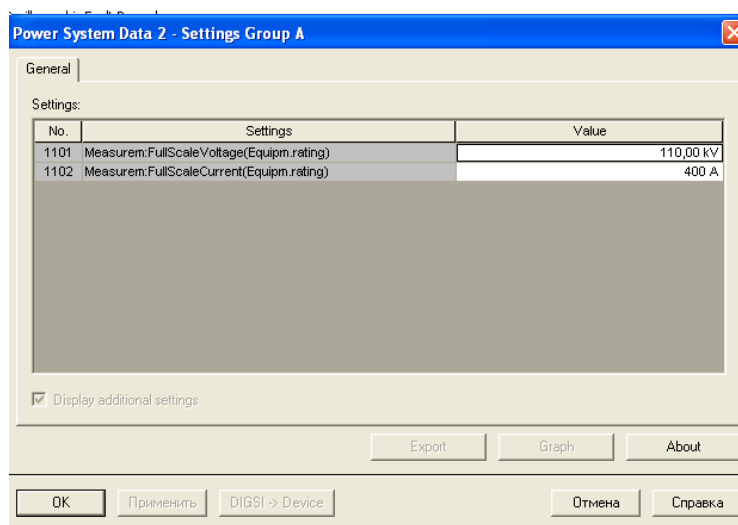 Power System Data 2 - Settings Group A
General
Settings:
No. Settings Value
1101 Measurem:FullScaleVoltage(Equipm.rating) 110,00 kV
1102 Measurem:FullScaleCurrent(Equipm.rating) 400 A
Display additional settings
Export Graph About
OK Применить DIGSI -> Device Отмена Справка